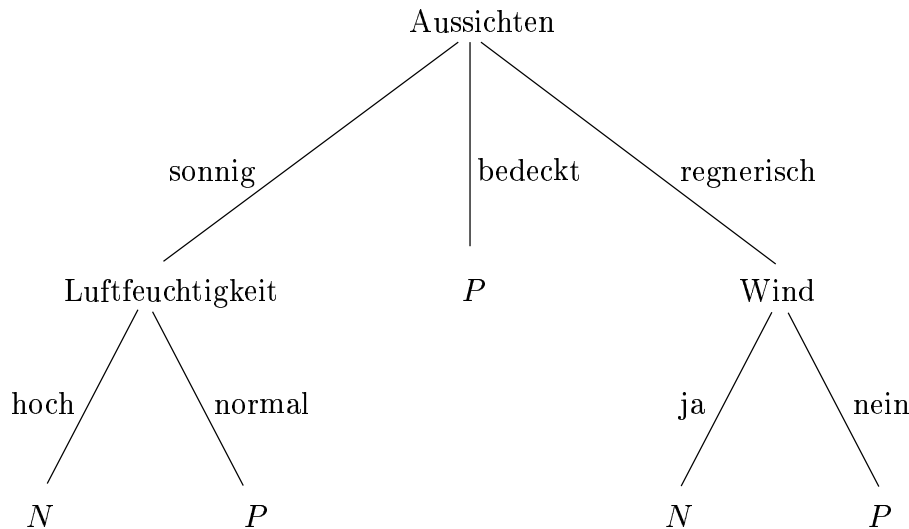 Aussichten
sonnig bedeckt regnerisch
Luftfeuchtigkeit P Wind
hoch normal ja nein
N P N P